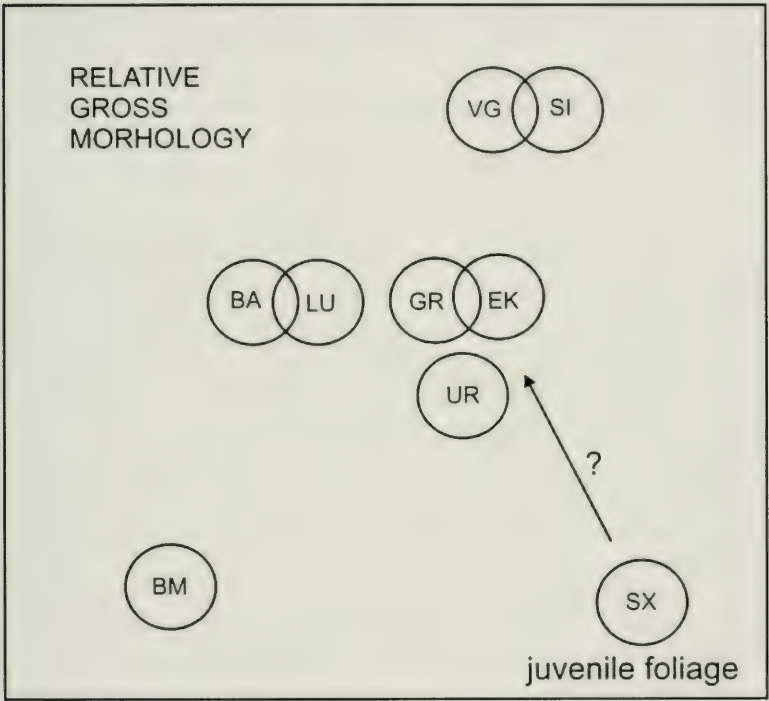 RELATIVE
GROSS
MORHOLOGY
VG SI
BA LU GR EK
UR
?
BM
SX
juvenile foliage